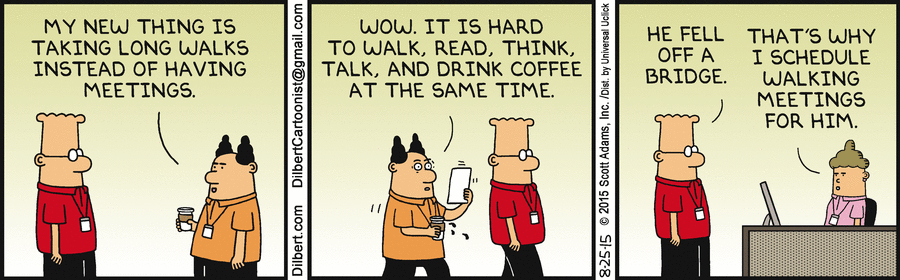 MY NEW THING IS
TAKING LONG WALKS
INSTEAD OF HAVING
MEETINGS.
Dilbert.com DilbertCartoonist@gmail.com
WOW. IT IS HARD
TO WALK, READ, THINK,
TALK, AND DRINK COFFEE
AT THE SAME TIME.
8-25-15 © 2015 Scott Adams, Inc. /Dist. by Universal Uclick
HE FELL
OFF A
BRIDGE.
THAT'S WHY
I SCHEDULE
WALKING
MEETINGS
FOR HIM.